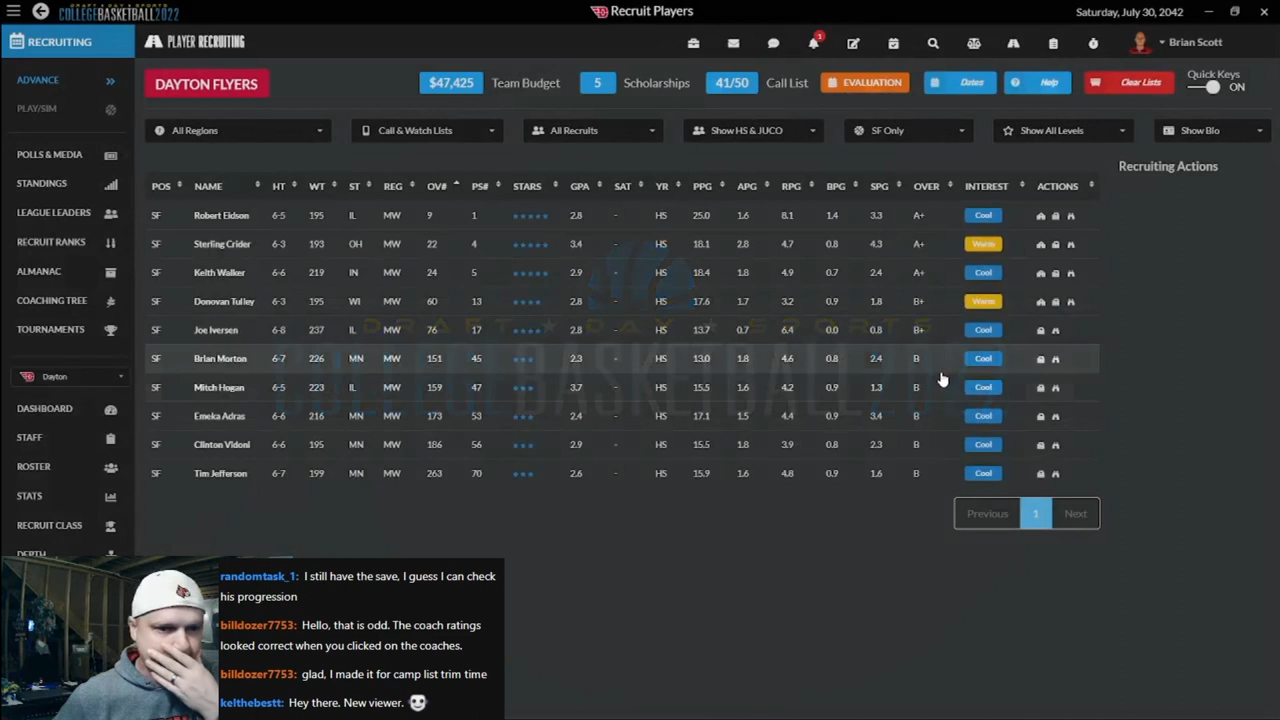 DRAFT DAY SPORTS
COLLEGEBASKETBALL2022
Recruit Players
Saturday, July 30, 2042
RECRUITING
PLAYER RECRUITING
1
Brian Scott
ADVANCE
PLAY/SIM
DAYTON FLYERS
$47,425 Team Budget
5 Scholarships
41/50 Call List
EVALUATION
Dates
Help
Clear Lists
Quick Keys
ON
All Regions
Call & Watch Lists
All Recruits
Show HS & JUCO
SF Only
Show All Levels
Show Bio
POLLS & MEDIA
STANDINGS
LEAGUE LEADERS
RECRUIT RANKS
ALMANAC
COACHING TREE
TOURNAMENTS
Dayton
DASHBOARD
STAFF
ROSTER
STATS
RECRUIT CLASS
DEPTH
Recruiting Actions
POS NAME HT WT ST REG OV# PS# STARS GPA SAT YR PPG APG RPG BPG SPG OVER INTEREST ACTIONS
SF Robert Eidson 6-5 195 IL MW 9 1 ★★★★★ 2.8 - HS 25.0 1.6 8.1 1.4 3.3 A+ Cool
SF Sterling Crider 6-3 193 OH MW 22 4 ★★★★★ 3.4 - HS 18.1 2.8 4.7 0.8 4.3 A+ Warm
SF Keith Walker 6-6 219 IN MW 24 5 ★★★★★ 2.9 - HS 18.4 1.8 4.9 0.7 2.4 A+ Cool
SF Donovan Tulley 6-3 195 WI MW 60 13 ★★★★ 2.8 - HS 17.6 1.7 3.2 0.9 1.8 B+ Warm
SF Joe Iversen 6-8 237 IL MW 76 17 ★★★★ 2.8 - HS 13.7 0.7 6.4 0.0 0.8 B+ Cool
SF Brian Morton 6-7 226 MN MW 151 45 ★★★ 2.3 - HS 13.0 1.8 4.6 0.8 2.4 B Cool
SF Mitch Hogan 6-5 223 IL MW 159 47 ★★★ 3.7 - HS 15.5 1.6 4.2 0.9 1.3 B Cool
SF Emeka Adras 6-6 216 MN MW 173 53 ★★★ 2.4 - HS 17.1 1.5 4.4 0.9 3.4 B Cool
SF Clinton Vidoni 6-6 195 MN MW 186 56 ★★★ 2.9 - HS 15.5 1.8 3.9 0.8 2.3 B Cool
SF Tim Jefferson 6-7 199 MN MW 263 70 ★★★ 2.6 - HS 15.9 1.6 4.8 0.9 1.6 B Cool
DRAFT ★ DAY ★ SPORTS
COLLEGEBASKETBALL2022
Previous 1 Next
randomtask_1: I still have the save, I guess I can check
his progression
billdozer7753: Hello, that is odd. The coach ratings
looked correct when you clicked on the coaches.
billdozer7753: glad, I made it for camp list trim time
kelthebestt: Hey there. New viewer.